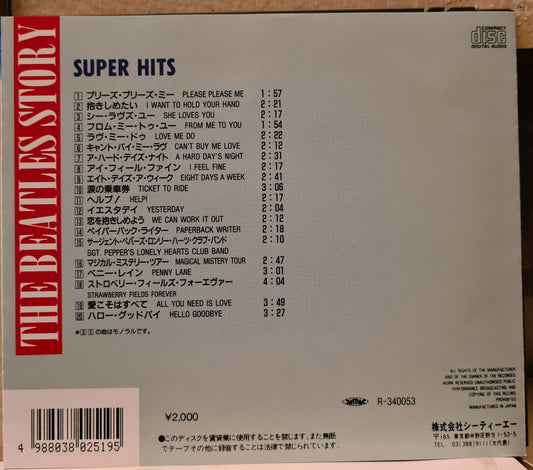 THE BEATLES STORY
COMPACT
disc
DIGITAL AUDIO
SUPER HITS
1 プリーズ・プリーズ・ミー PLEASE PLEASE ME 1:57
2 抱きしめたい I WANT TO HOLD YOUR HAND 2:21
3 シー・ラヴズ・ユー SHE LOVES YOU 2:17
4 フロム・ミー・トゥ・ユー FROM ME TO YOU 1:54
5 ラヴ・ミー・ドゥ LOVE ME DO 2:22
6 キャント・バイ・ミー・ラヴ CAN'T BUY ME LOVE 2:12
7 ア・ハード・デイズ・ナイト A HARD DAY'S NIGHT 2:31
8 アイ・フィール・ファイン I FEEL FINE 2:17
9 エイト・デイズ・ア・ウィーク EIGHT DAYS A WEEK 2:41
10 涙の乗車券 TICKET TO RIDE 3:06
11 ヘルプ! HELP! 2:17
12 イエスタデイ YESTERDAY 2:04
13 恋を抱きしめよう WE CAN WORK IT OUT 2:12
14 ペイパーバック・ライター PAPERBACK WRITER 2:18
15 サージェント・ペパーズ・ロンリー・ハーツ・クラブ・バンド 2:10
SGT. PEPPER'S LONELY HEARTS CLUB BAND
16 マジカル・ミステリー・ツアー MAGICAL MISTERY TOUR 2:47
17 ペニー・レイン PENNY LANE 3:01
18 ストロベリー・フィールズ・フォーエヴァー 4:04
STRAWBERRY FIELDS FOREVER
19 愛こそはすべて ALL YOU NEED IS LOVE 3:49
20 ハロー・グッドバイ HELLO GOODBYE 3:27
の曲はモノラルです。
ALL RIGHTS OF THE MANUFACTURER
AND OF THE OWNER OF THE RECORDED
WORK RESERVED UNAUTHORISED PUBLIC
PERFORMANCE BROADCASTING AND
COPYING OF THIS RECORD
PROHIBITED
MANUFACTURED IN JAPAN
R-340053
¥2,000
4 988038 025195
●このディスクを賃貸業に使用することを禁じます。また無断
でテープその他に録音することは法律で禁じられています。
株式会社シーティーエー
〒165 東京都中野区野方1-53-5
TEL 03(388)9111(大代表)